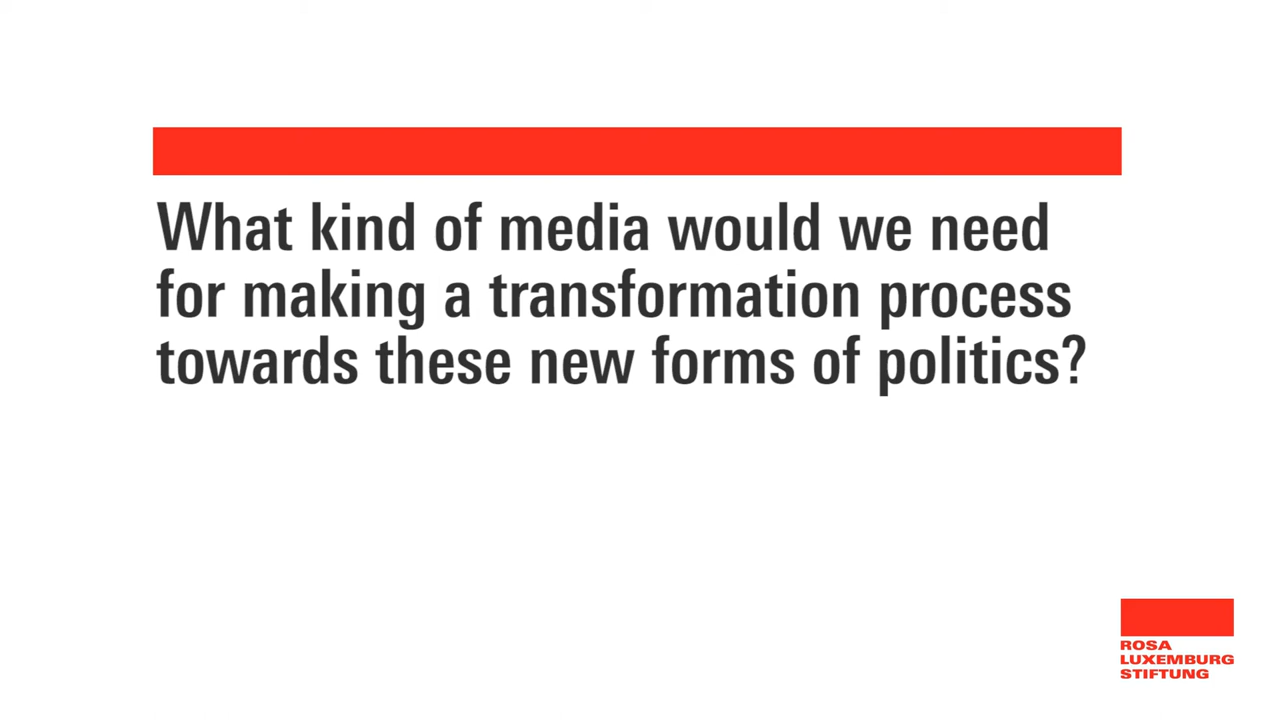 What kind of media would we need
for making a transformation process
towards these new forms of politics?
ROSA
LUXEMBURG
STIFTUNG